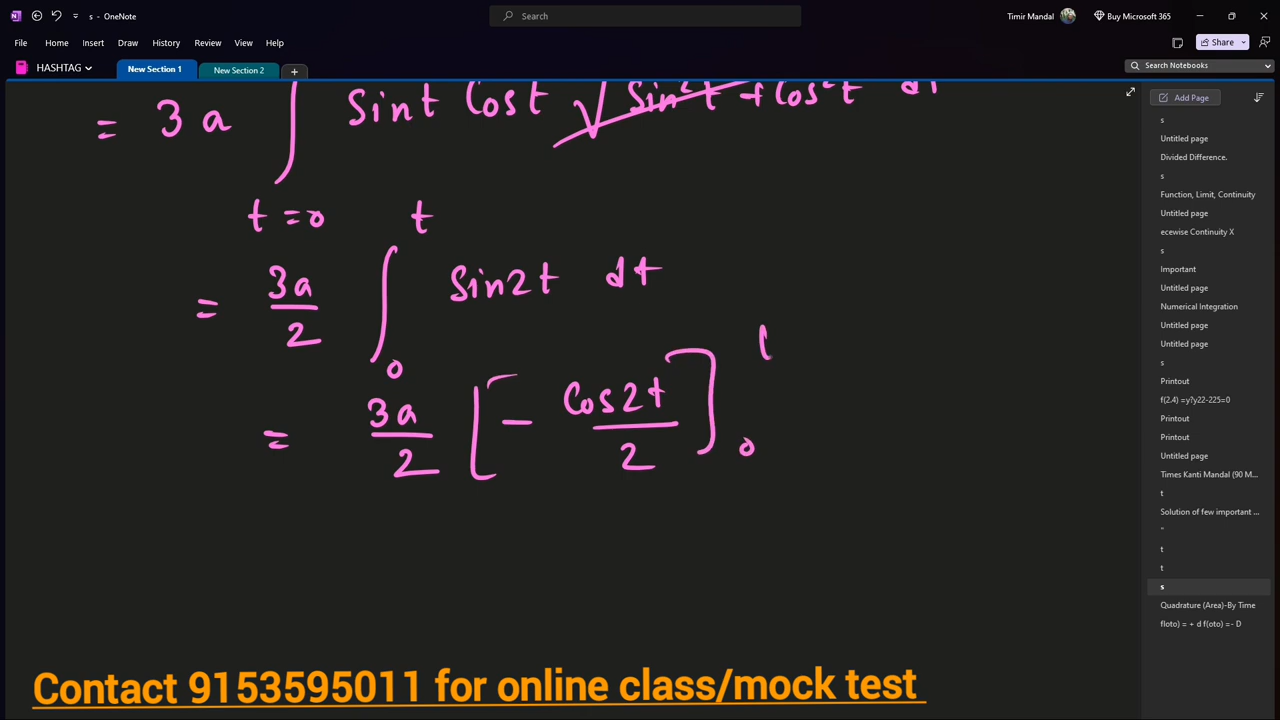 s - OneNote
Search
Timir Mandal
Buy Microsoft 365
File Home Insert Draw History Review View Help
Share
HASHTAG
New Section 1
New Section 2
+
Search Notebooks
Add Page
s
Untitled page
Divided Difference.
s
Function, Limit, Continuity
Untitled page
ecewise Continuity X
s
Important
Untitled page
Numerical Integration
Untitled page
Untitled page
s
Printout
f(2.4) =y?y22-225=0
Printout
Printout
Untitled page
Times Kanti Mandal (90 M...
t
Solution of few important ...
"
t
t
s
Quadrature (Area)-By Time
floto) = + d f(oto) =- D
= 3a ∫ Sint Cost √Sin²t + Cos²t dt
t = 0
t
= 3a/2 ∫ Sin2t dt
0
= 3a/2 [ - Cos2t/2 ]
0
Contact 9153595011 for online class/mock test